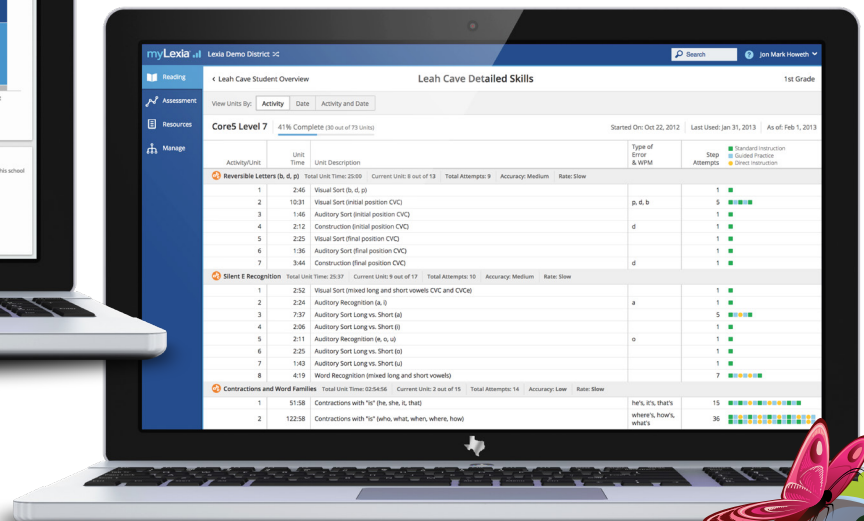 myLexia Lexia Demo District Search ? Jon Mark Howeth
Reading
Assessment
Resources
Manage
his school
‹ Leah Cave Student Overview Leah Cave Detailed Skills 1st Grade
View Units By: Activity Date Activity and Date
Core5 Level 7 41% Complete (30 out of 73 Units) Started On: Oct 22, 2012 Last Used: Jan 31, 2013 As of: Feb 1, 2013
Activity/Unit Unit Time Unit Description Type of Error & WPM Step Attempts Standard Instruction Guided Practice Direct Instruction
Reversible Letters (b, d, p) Total Unit Time: 25:00 Current Unit: 8 out of 13 Total Attempts: 9 Accuracy: Medium Rate: Slow
1 2:46 Visual Sort (b, d, p) 1
2 10:31 Visual Sort (initial position CVC) p, d, b 5
3 1:46 Auditory Sort (initial position CVC) 1
4 2:12 Construction (initial position CVC) d 1
5 2:25 Visual Sort (final position CVC) 1
6 1:36 Auditory Sort (final position CVC) 1
7 3:44 Construction (final position CVC) d 1
Silent E Recognition Total Unit Time: 25:37 Current Unit: 9 out of 17 Total Attempts: 10 Accuracy: Medium Rate: Slow
1 2:52 Visual Sort (mixed long and short vowels CVC and CVCe) 1
2 2:24 Auditory Recognition (a, i) a 1
3 7:37 Auditory Sort Long vs. Short (a) 5
4 2:06 Auditory Sort Long vs. Short (i) 1
5 2:11 Auditory Recognition (e, o, u) o 1
6 2:25 Auditory Sort Long vs. Short (o) 1
7 1:43 Auditory Sort Long vs. Short (u) 1
8 4:19 Word Recognition (mixed long and short vowels) 7
Contractions and Word Families Total Unit Time: 02:54:56 Current Unit: 2 out of 15 Total Attempts: 14 Accuracy: Low Rate: Slow
1 51:58 Contractions with "is" (he, she, it, that) he's, it's, that's 15
2 122:58 Contractions with "is" (who, what, when, where, how) where's, how's, what's 36